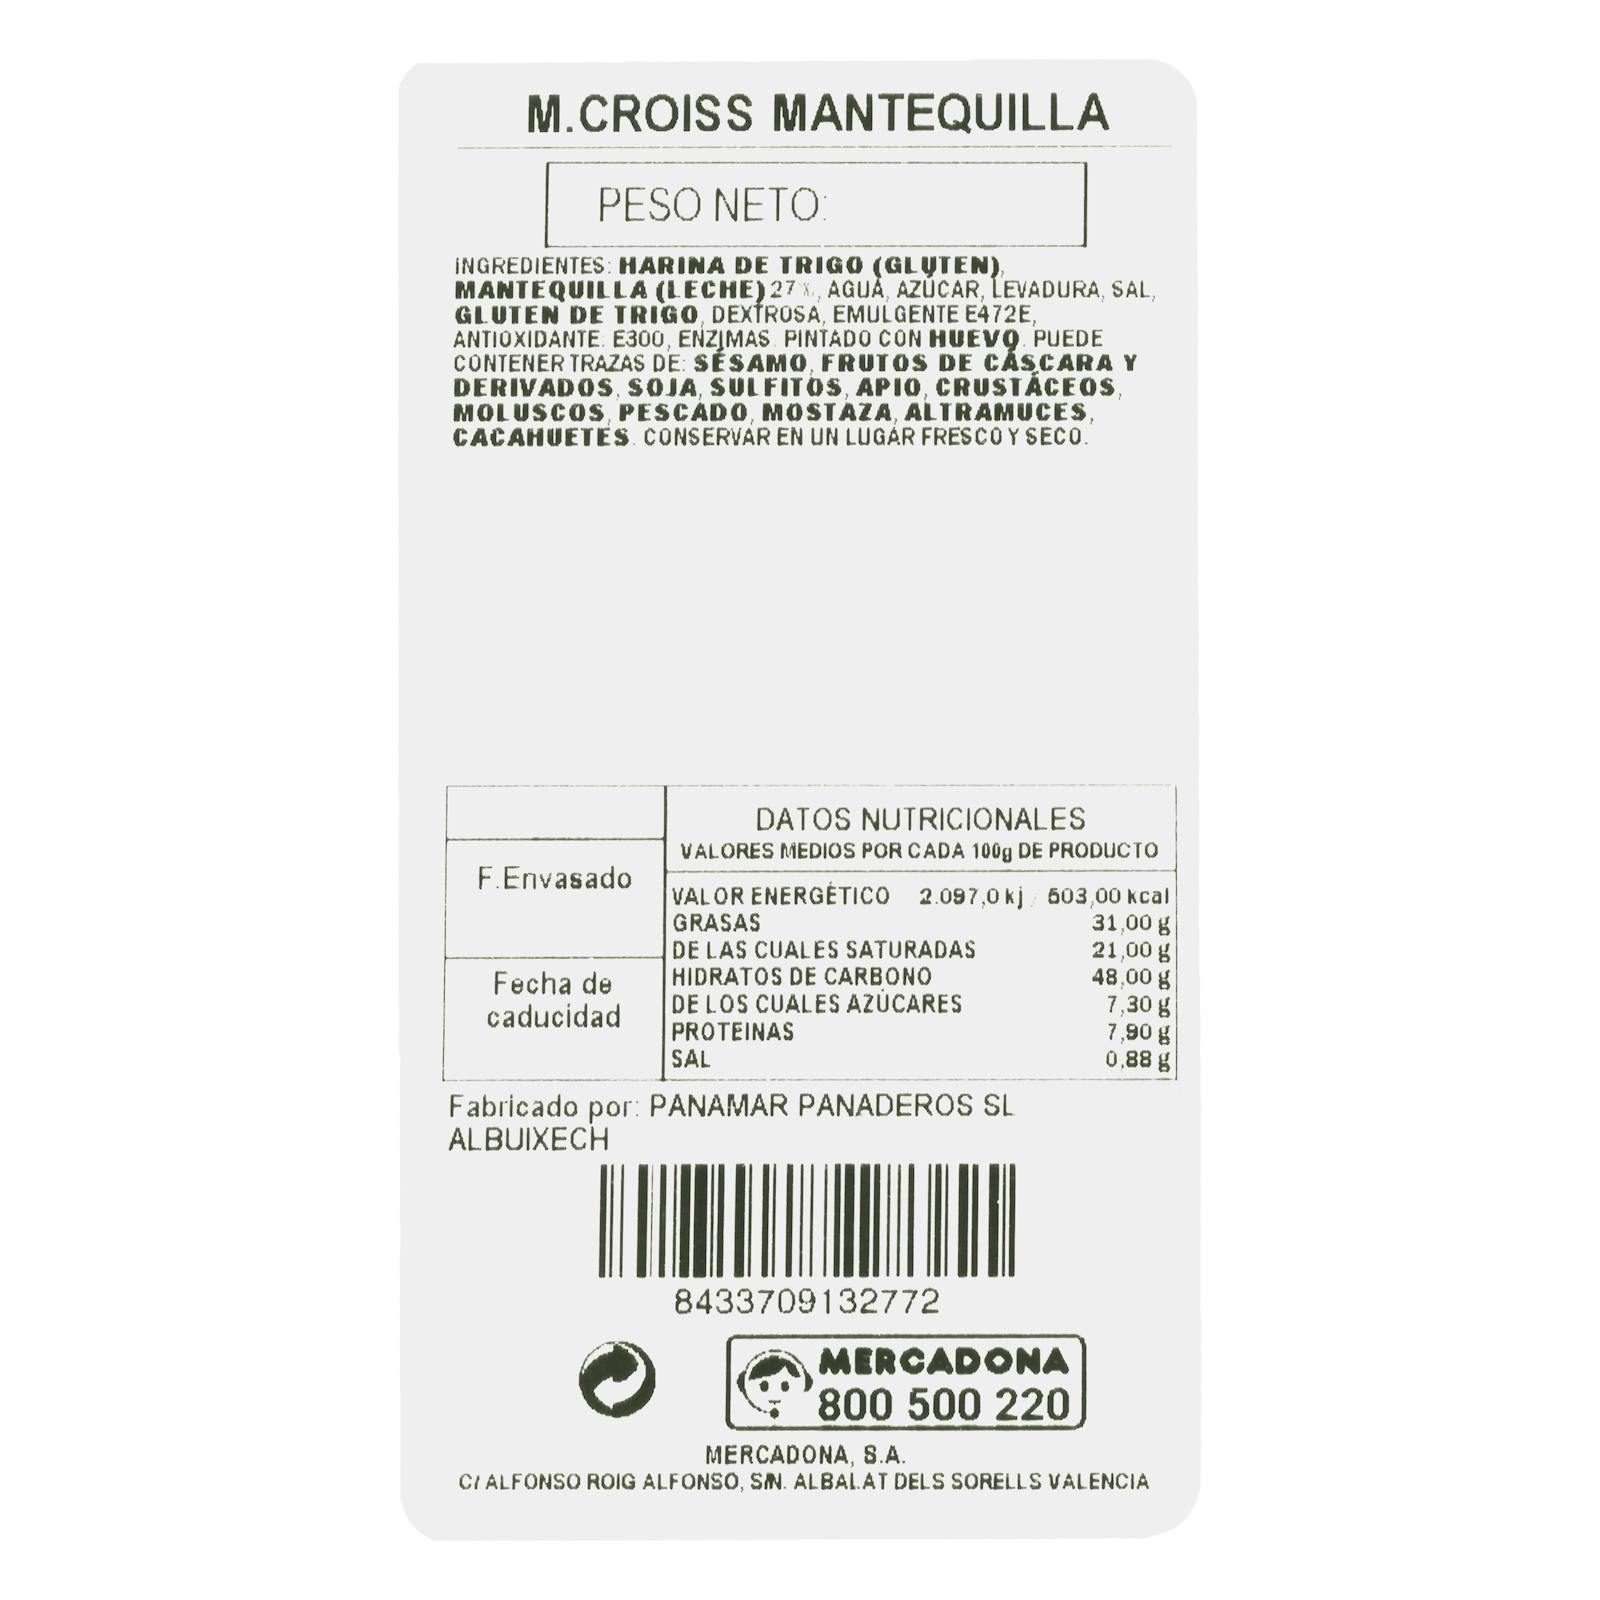 M.CROISS MANTEQUILLA
PESO NETO:
INGREDIENTES: HARINA DE TRIGO (GLUTEN),
MANTEQUILLA (LECHE) 27%, AGUA, AZÚCAR, LEVADURA, SAL,
GLUTEN DE TRIGO, DEXTROSA, EMULGENTE E472E,
ANTIOXIDANTE: E300, ENZIMAS. PINTADO CON HUEVO. PUEDE
CONTENER TRAZAS DE: SÉSAMO, FRUTOS DE CÁSCARA Y
DERIVADOS, SOJA, SULFITOS, APIO, CRUSTÁCEOS,
MOLUSCOS, PESCADO, MOSTAZA, ALTRAMUCES,
CACAHUETES. CONSERVAR EN UN LUGAR FRESCO Y SECO.
F.Envasado
Fecha de
caducidad
DATOS NUTRICIONALES
VALORES MEDIOS POR CADA 100g DE PRODUCTO
VALOR ENERGÉTICO 2.097,0 kj / 503,00 kcal
GRASAS 31,00 g
DE LAS CUALES SATURADAS 21,00 g
HIDRATOS DE CARBONO 48,00 g
DE LOS CUALES AZÚCARES 7,30 g
PROTEINAS 7,90 g
SAL 0,88 g
Fabricado por: PANAMAR PANADEROS SL
ALBUIXECH
8433709132772
MERCADONA
800 500 220
MERCADONA, S.A.
C/ ALFONSO ROIG ALFONSO, S/N. ALBALAT DELS SORELLS VALENCIA